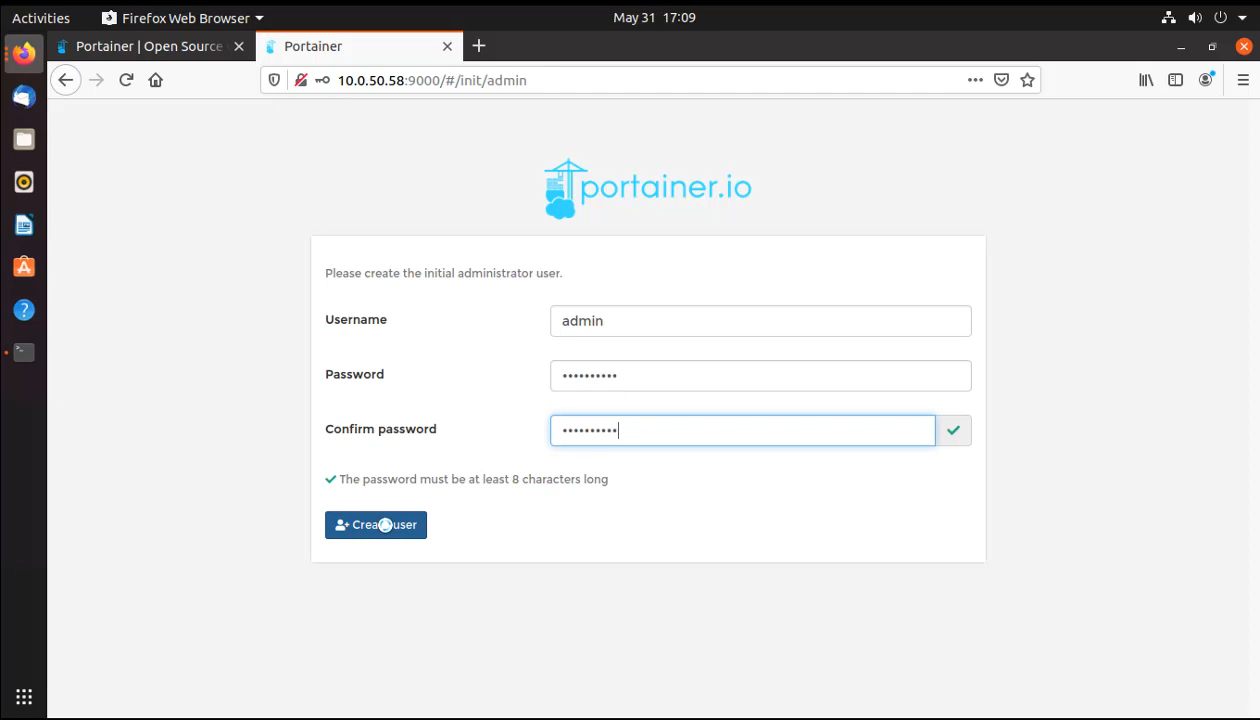 Activities
Firefox Web Browser
May 31 17:09
Portainer | Open Source
Portainer
10.0.50.58:9000/#/init/admin
portainer.io
Please create the initial administrator user.
Username
admin
Password
••••••••••
Confirm password
••••••••••
The password must be at least 8 characters long
user